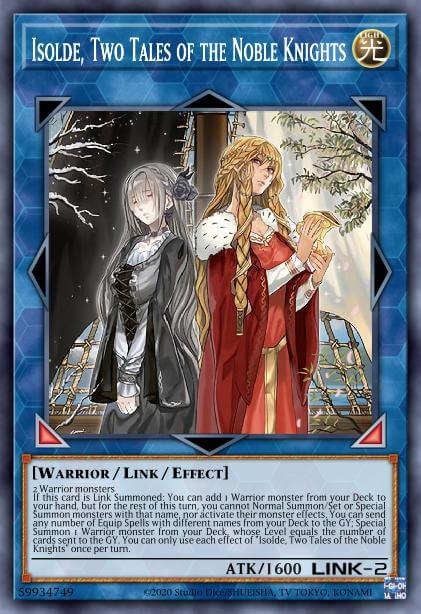 Isolde, Two Tales of the Noble Knights
LIGHT
光
[Warrior / Link / Effect]
2 Warrior monsters
If this card is Link Summoned: You can add 1 Warrior monster from your Deck to
your hand, but for the rest of this turn, you cannot Normal Summon/Set or Special
Summon monsters with that name, nor activate their monster effects. You can send
any number of Equip Spells with different names from your Deck to the GY; Special
Summon 1 Warrior monster from your Deck, whose Level equals the number of
cards sent to the GY. You can only use each effect of "Isolde, Two Tales of the Noble
Knights" once per turn.
ATK/1600 LINK-2
59934749 ©2020 Studio Dice/SHUEISHA, TV TOKYO, KONAMI